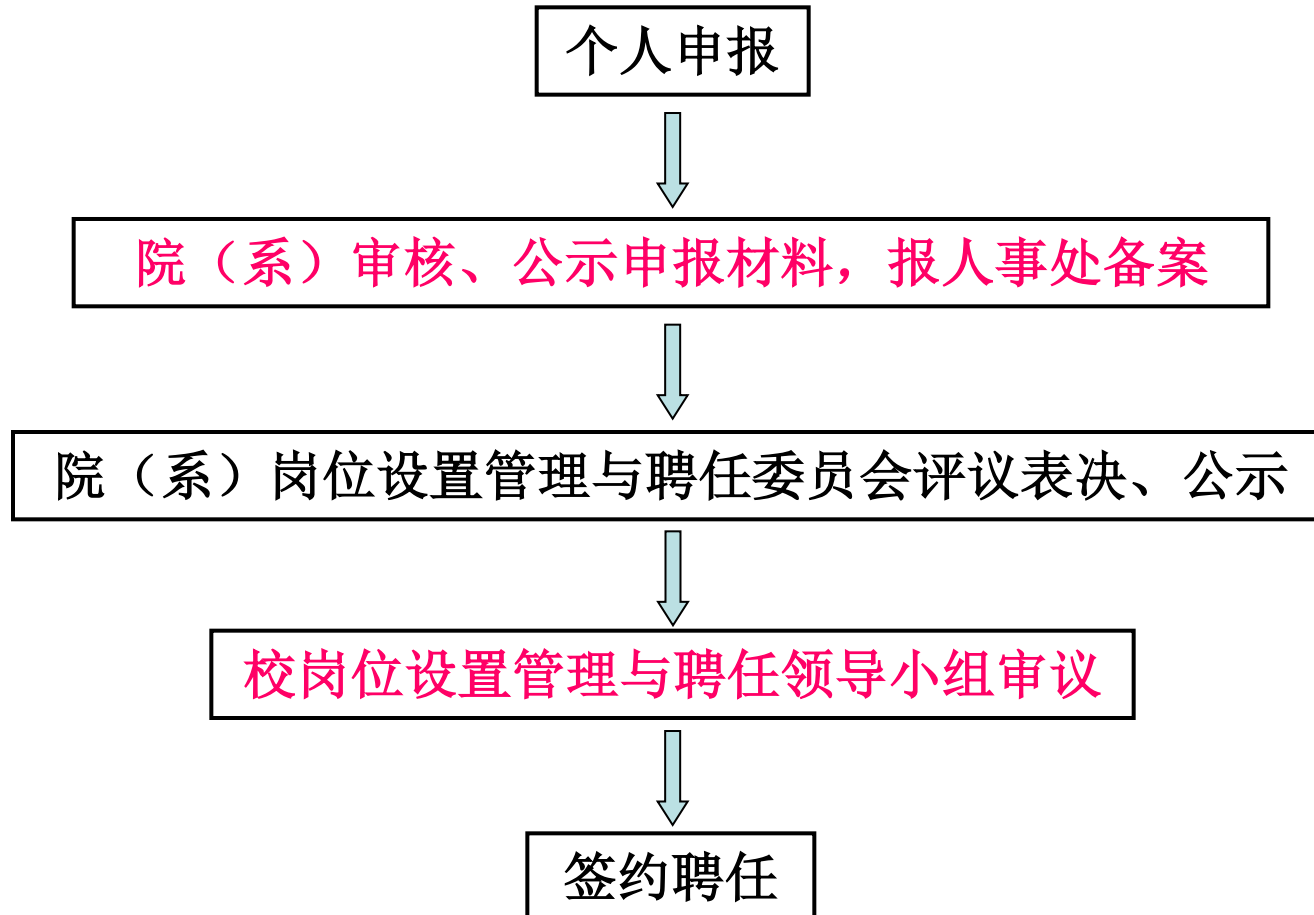 个人申报
院（系）审核、公示申报材料，报人事处备案
院（系）岗位设置管理与聘任委员会评议表决、公示
校岗位设置管理与聘任领导小组审议
签约聘任